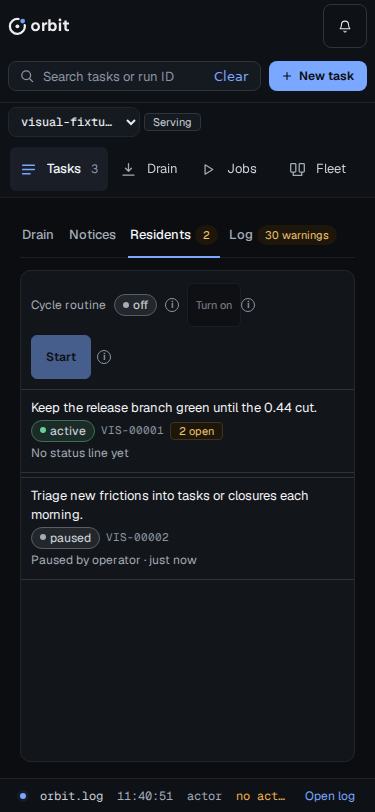 orbit
Search tasks or run ID Clear + New task
visual-fixtu… Serving
Tasks 3 Drain Jobs Fleet
Drain Notices Residents 2 Log 30 warnings
Cycle routine off Turn on
Start
Keep the release branch green until the 0.44 cut.
active VIS-00001 2 open
No status line yet
Triage new frictions into tasks or closures each
morning.
paused VIS-00002
Paused by operator · just now
orbit.log 11:40:51 actor no act… Open log